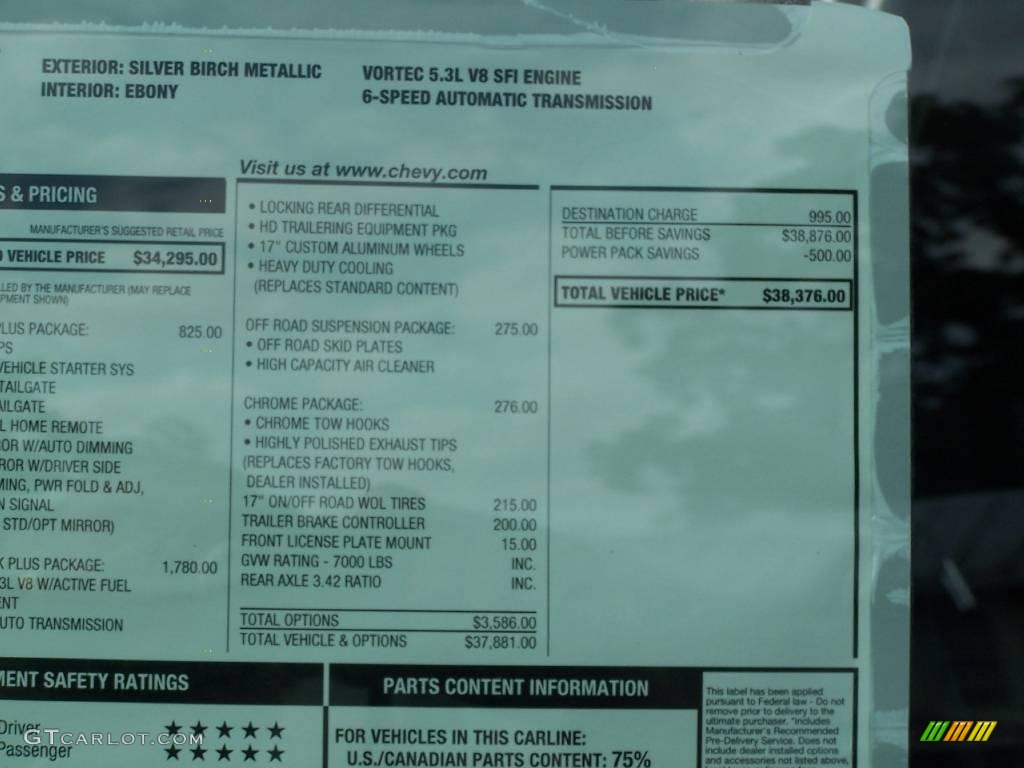 EXTERIOR: SILVER BIRCH METALLIC
INTERIOR: EBONY
VORTEC 5.3L V8 SFI ENGINE
6-SPEED AUTOMATIC TRANSMISSION
Visit us at www.chevy.com
S & PRICING
MANUFACTURER'S SUGGESTED RETAIL PRICE
VEHICLE PRICE $34,295.00
LLED BY THE MANUFACTURER (MAY REPLACE
PMENT SHOWN)
PLUS PACKAGE: 825.00
PS
VEHICLE STARTER SYS
TAILGATE
AILGATE
L HOME REMOTE
OR W/AUTO DIMMING
ROR W/DRIVER SIDE
MING, PWR FOLD & ADJ,
N SIGNAL
STD/OPT MIRROR)
K PLUS PACKAGE: 1,780.00
3L V8 W/ACTIVE FUEL
ENT
UTO TRANSMISSION
• LOCKING REAR DIFFERENTIAL
• HD TRAILERING EQUIPMENT PKG
• 17" CUSTOM ALUMINUM WHEELS
• HEAVY DUTY COOLING
(REPLACES STANDARD CONTENT)
OFF ROAD SUSPENSION PACKAGE: 275.00
• OFF ROAD SKID PLATES
• HIGH CAPACITY AIR CLEANER
CHROME PACKAGE: 276.00
• CHROME TOW HOOKS
• HIGHLY POLISHED EXHAUST TIPS
(REPLACES FACTORY TOW HOOKS,
DEALER INSTALLED)
17" ON/OFF ROAD WOL TIRES 215.00
TRAILER BRAKE CONTROLLER 200.00
FRONT LICENSE PLATE MOUNT 15.00
GVW RATING - 7000 LBS INC.
REAR AXLE 3.42 RATIO INC.
TOTAL OPTIONS $3,586.00
TOTAL VEHICLE & OPTIONS $37,881.00
DESTINATION CHARGE 995.00
TOTAL BEFORE SAVINGS $38,876.00
POWER PACK SAVINGS -500.00
TOTAL VEHICLE PRICE* $38,376.00
MENT SAFETY RATINGS
Driver ★★★★★
Passenger ★★★★★
PARTS CONTENT INFORMATION
FOR VEHICLES IN THIS CARLINE:
U.S./CANADIAN PARTS CONTENT: 75%
This label has been applied
pursuant to Federal law - Do not
remove prior to delivery to the
ultimate purchaser. *Includes
Manufacturer's Recommended
Pre-Delivery Service. Does not
include dealer installed options
and accessories not listed above,
GTCARLOT.COM